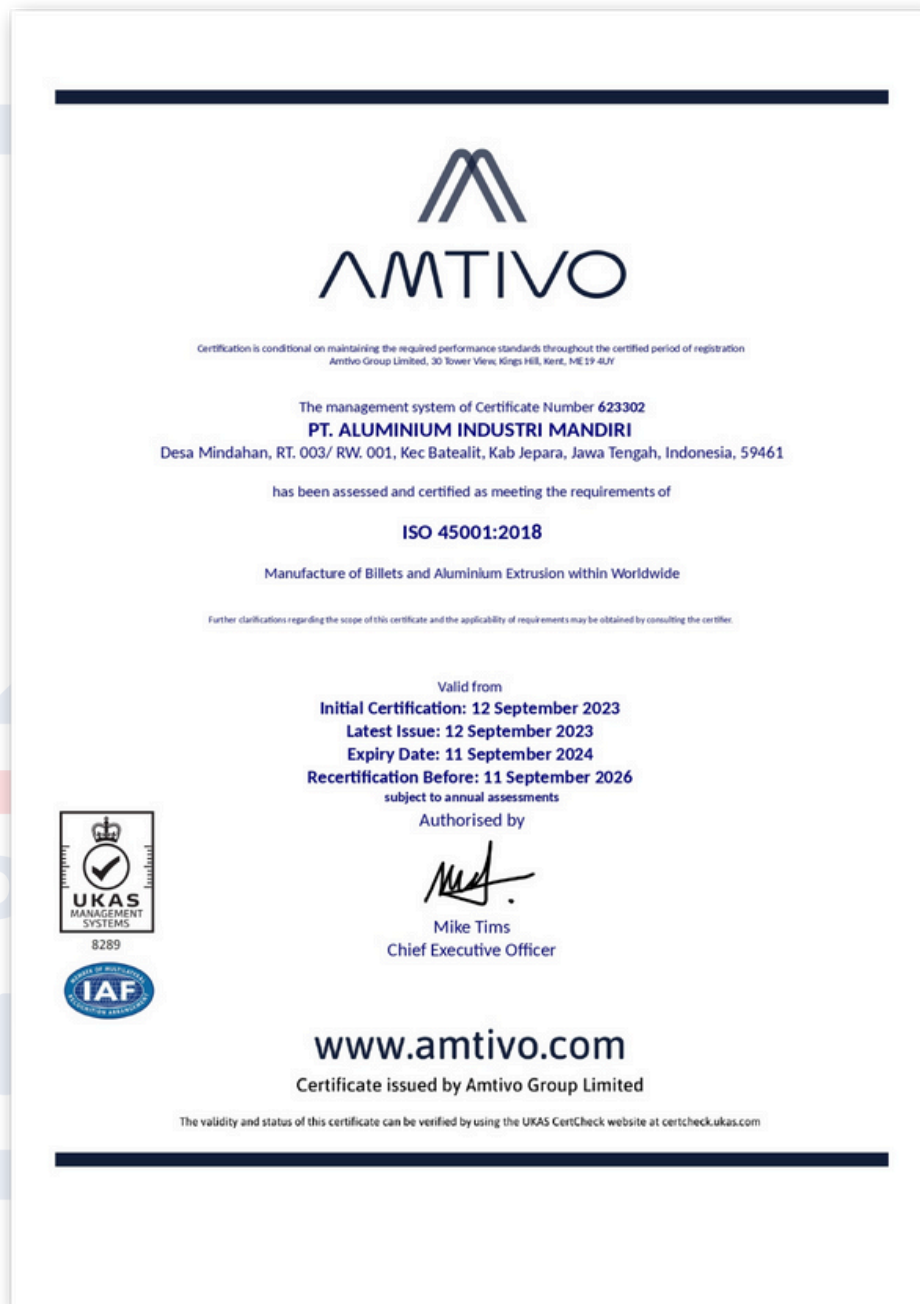 AMTIVO
Certification is conditional on maintaining the required performance standards throughout the certified period of registration
Amtivo Group Limited, 30 Tower View, Kings Hill, Kent, ME19 4UY
The management system of Certificate Number 623302
PT. ALUMINIUM INDUSTRI MANDIRI
Desa Mindahan, RT. 003/ RW. 001, Kec Batealit, Kab Jepara, Jawa Tengah, Indonesia, 59461
has been assessed and certified as meeting the requirements of
ISO 45001:2018
Manufacture of Billets and Aluminium Extrusion within Worldwide
Further clarifications regarding the scope of this certificate and the applicability of requirements may be obtained by consulting the certifier.
Valid from
Initial Certification: 12 September 2023
Latest Issue: 12 September 2023
Expiry Date: 11 September 2024
Recertification Before: 11 September 2026
subject to annual assessments
Authorised by
Mike Tims
Chief Executive Officer
UKAS
MANAGEMENT
SYSTEMS
8289
MEMBER OF MULTILATERAL
IAF
RECOGNITION ARRANGEMENT
www.amtivo.com
Certificate issued by Amtivo Group Limited
The validity and status of this certificate can be verified by using the UKAS CertCheck website at certcheck.ukas.com